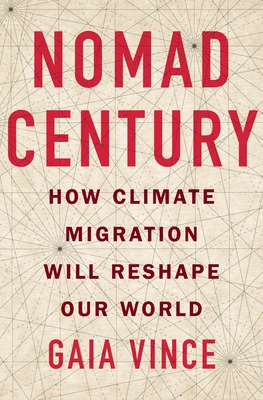 NOMAD
CENTURY
HOW CLIMATE
MIGRATION
WILL RESHAPE
OUR WORLD
GAIA VINCE